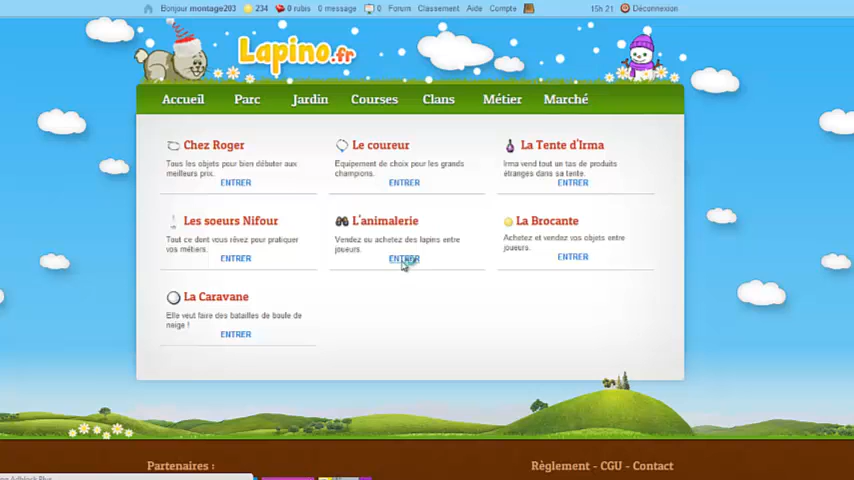 Bonjour montage203 234 0 rubis 0 message 0 Forum Classement Aide Compte 15h 21 Déconnexion
Lapino.fr
Accueil Parc Jardin Courses Clans Métier Marché
Chez Roger
Tous les objets pour bien débuter aux
meilleurs prix.
ENTRER
Le coureur
Equipement de choix pour les grands
champions.
ENTRER
La Tente d'Irma
Irma vend tout un tas de produits
étranges dans sa tente.
ENTRER
Les soeurs Nifour
Tout ce dont vous rêvez pour pratiquer
vos métiers.
ENTRER
L'animalerie
Vendez ou achetez des lapins entre
joueurs.
ENTRER
La Brocante
Achetez et vendez vos objets entre
joueurs.
ENTRER
La Caravane
Elle veut faire des batailles de boule de
neige !
ENTRER
Partenaires :
Règlement - CGU - Contact